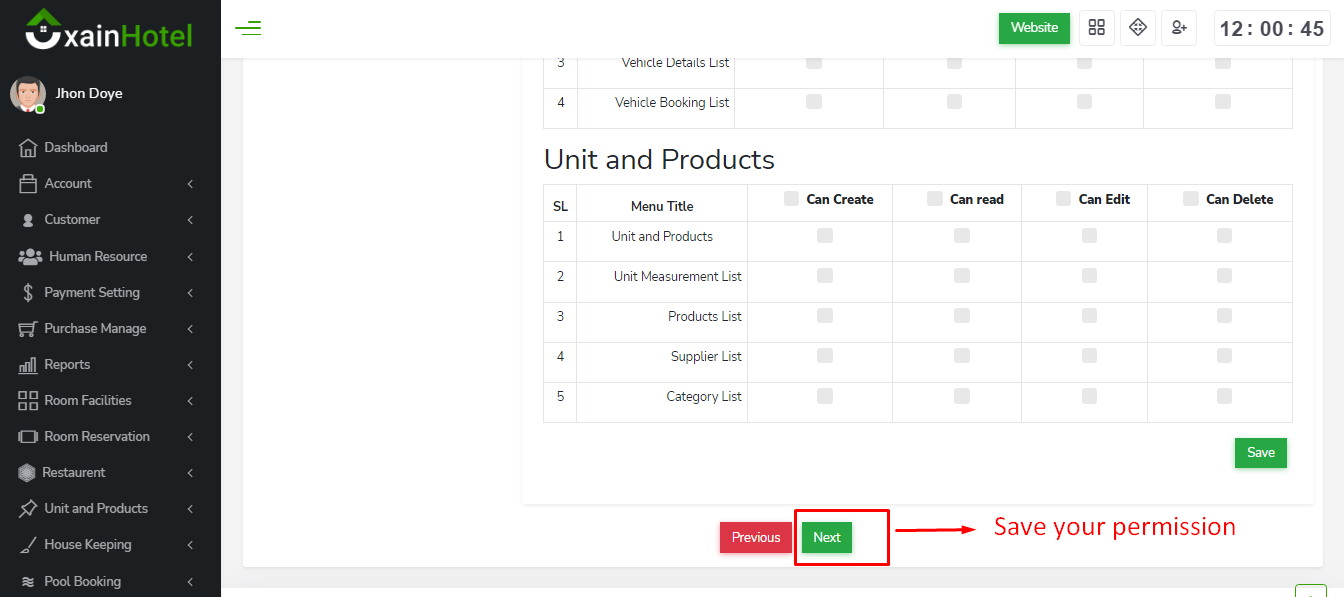 xainHotel
Website
12 : 00 : 45
Jhon Doye
Dashboard
Account
Customer
Human Resource
Payment Setting
Purchase Manage
Reports
Room Facilities
Room Reservation
Restaurent
Unit and Products
House Keeping
Pool Booking
3 Vehicle Details List
4 Vehicle Booking List
Unit and Products
SL Menu Title Can Create Can read Can Edit Can Delete
1 Unit and Products
2 Unit Measurement List
3 Products List
4 Supplier List
5 Category List
Save
Previous Next Save your permission